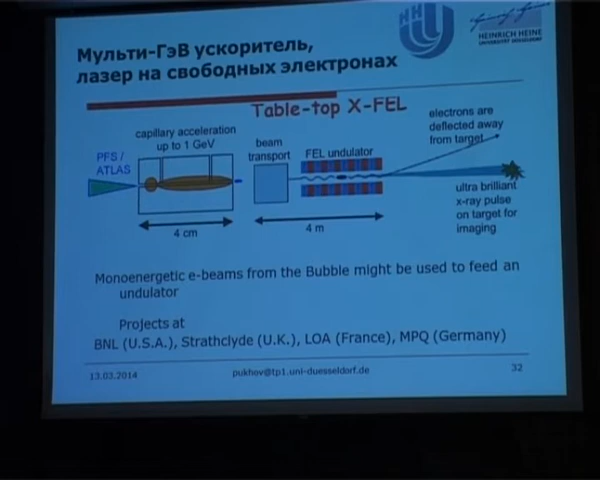 Мульти-ГэВ ускоритель,
лазер на свободных электронах
HHU
HEINRICH HEINE
UNIVERSITÄT DÜSSELDORF
Table-top X-FEL
capillary acceleration
up to 1 GeV
PFS /
ATLAS
4 cm
beam
transport
FEL undulator
4 m
electrons are
deflected away
from target
ultra brilliant
x-ray pulse
on target for
imaging
Monoenergetic e-beams from the Bubble might be used to feed an
undulator
Projects at
BNL (U.S.A.), Strathclyde (U.K.), LOA (France), MPQ (Germany)
13.03.2014
pukhov@tp1.uni-duesseldorf.de
32